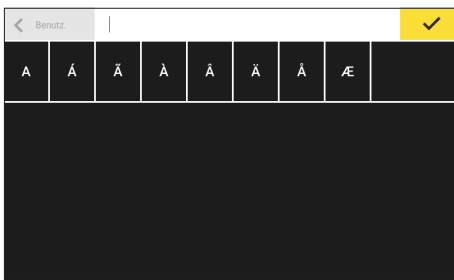 Benutz.
A Á Ã À Â Ä Å Æ